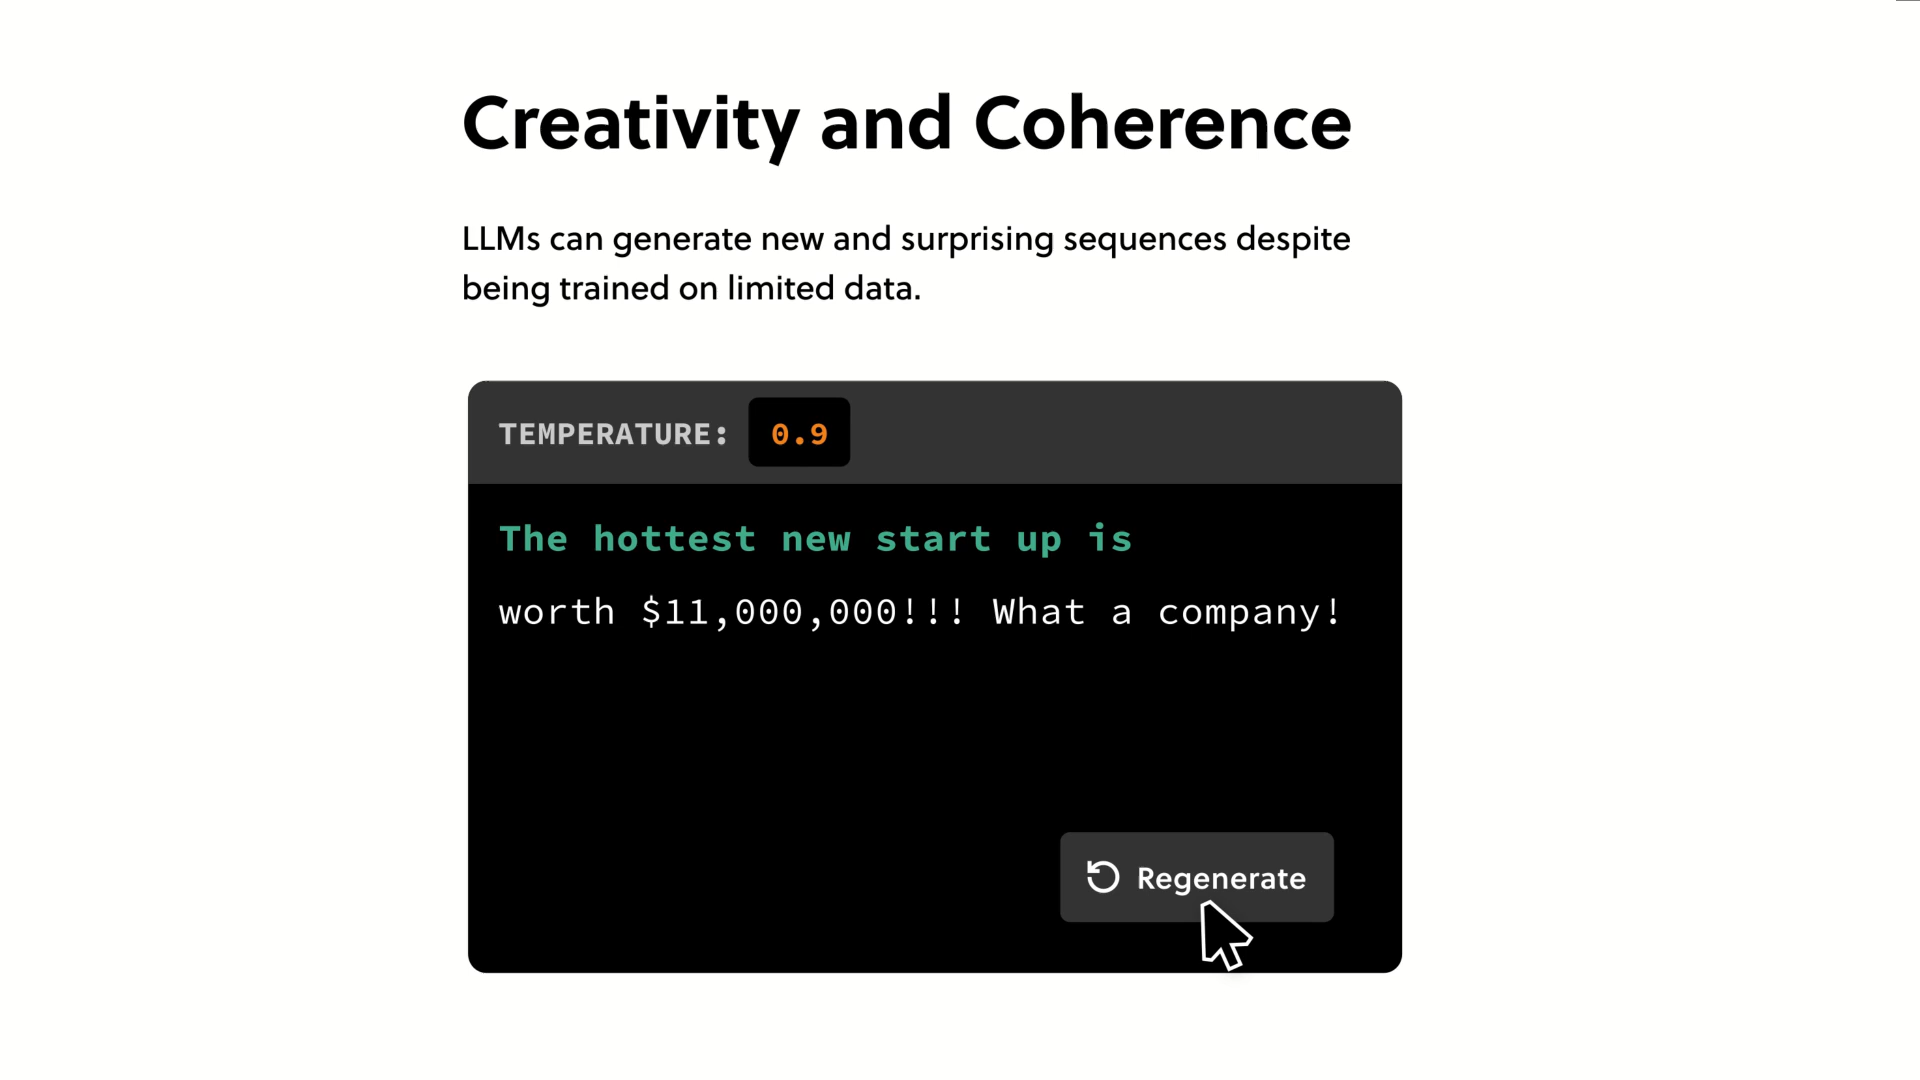 Creativity and Coherence
LLMs can generate new and surprising sequences despite
being trained on limited data.
TEMPERATURE: 0.9
The hottest new start up is
worth $11,000,000!!! What a company!
Regenerate